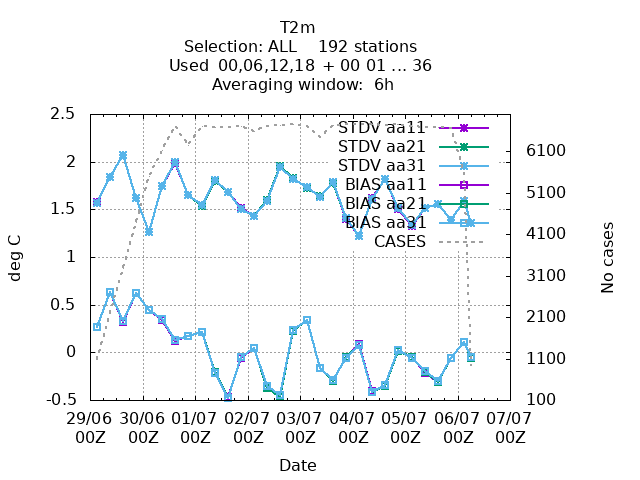 T2m
Selection: ALL    192 stations
Used  00,06,12,18  + 00 01 ... 36
Averaging window:  6h
2.5
2
1.5
1
0.5
0
-0.5
deg C
6100
5100
4100
3100
2100
1100
100
No cases
STDV aa11
STDV aa21
STDV aa31
BIAS aa11
BIAS aa21
BIAS aa31
CASES
29/06 30/06 01/07 02/07 03/07 04/07 05/07 06/07 07/07
00Z 00Z 00Z 00Z 00Z 00Z 00Z 00Z 00Z
Date